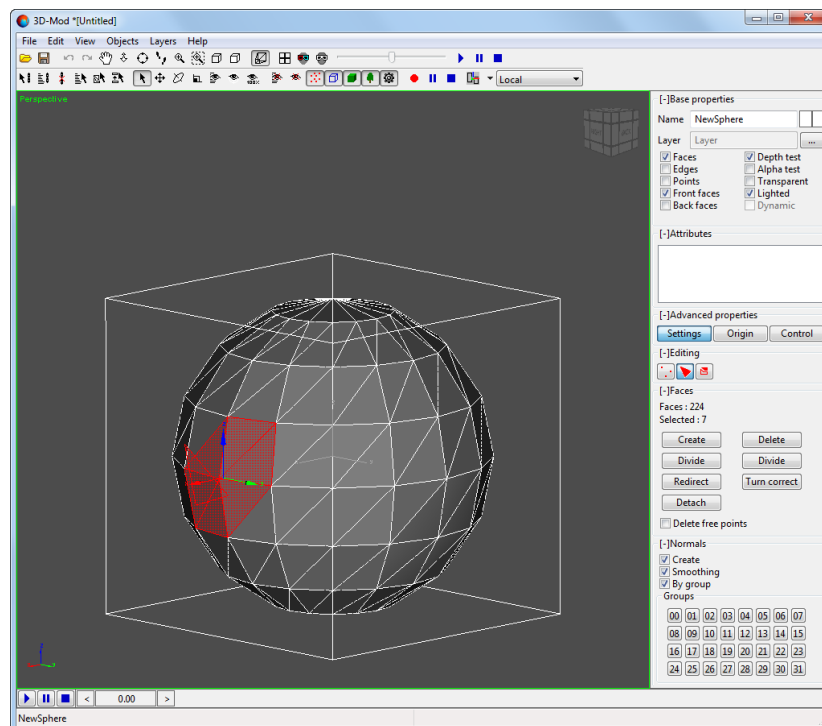 3D-Mod *[Untitled]
File Edit View Objects Layers Help
Local
Perspective
[-]Base properties
Name NewSphere
Layer Layer ...
Faces Depth test
Edges Alpha test
Points Transparent
Front faces Lighted
Back faces Dynamic
[-]Attributes
[-]Advanced properties
Settings Origin Control
[-]Editing
[-]Faces
Faces : 224
Selected : 7
Create Delete
Divide Divide
Redirect Turn correct
Detach
Delete free points
[-]Normals
Create
Smoothing
By group
Groups
00 01 02 03 04 05 06 07
08 09 10 11 12 13 14 15
16 17 18 19 20 21 22 23
24 25 26 27 28 29 30 31
< 0.00 >
NewSphere